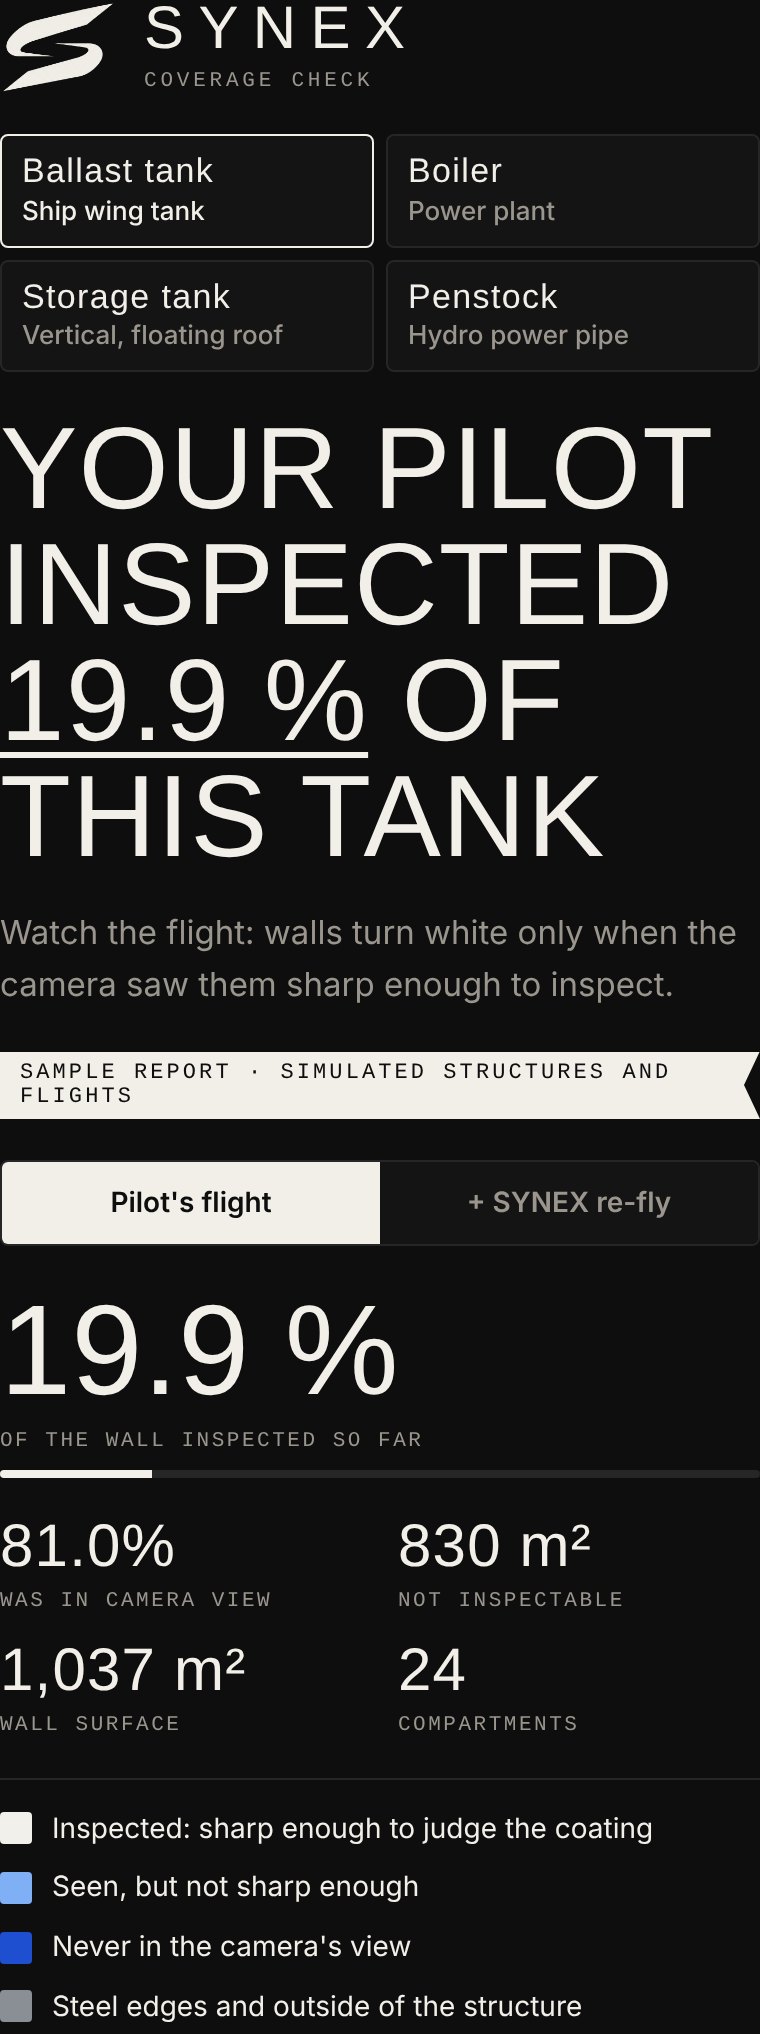 SYNEX
COVERAGE CHECK
Ballast tank
Ship wing tank
Boiler
Power plant
Storage tank
Vertical, floating roof
Penstock
Hydro power pipe
YOUR PILOT
INSPECTED
19.9 % OF
THIS TANK
Watch the flight: walls turn white only when the
camera saw them sharp enough to inspect.
SAMPLE REPORT · SIMULATED STRUCTURES AND
FLIGHTS
Pilot's flight
+ SYNEX re-fly
19.9 %
OF THE WALL INSPECTED SO FAR
81.0%
WAS IN CAMERA VIEW
830 m²
NOT INSPECTABLE
1,037 m²
WALL SURFACE
24
COMPARTMENTS
Inspected: sharp enough to judge the coating
Seen, but not sharp enough
Never in the camera's view
Steel edges and outside of the structure